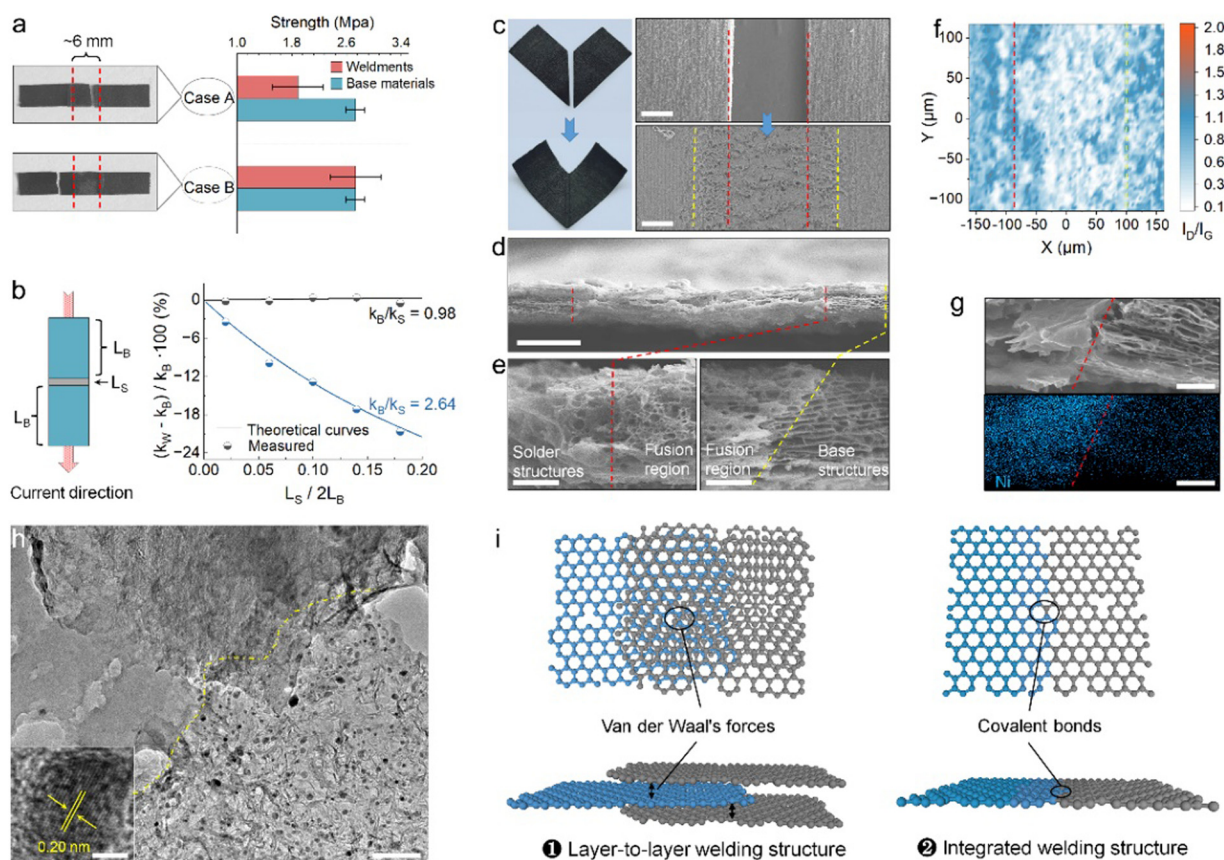 a
~6 mm
Strength (Mpa)
1.0 1.8 2.6 3.4
Weldments
Base materials
Case A
Case B
b
L_B
L_S
L_B
Current direction
(k_W - k_B) / k_B ·100 (%)
0
-6
-12
-18
-24
k_B/k_S = 0.98
k_B/k_S = 2.64
Theoretical curves
Measured
0.00 0.05 0.10 0.15 0.20
L_S / 2L_B
c
d
e
Solder structures
Fusion region
Fusion region
Base structures
f
Y (µm)
100
50
0
-50
-100
-150 -100 -50 0 50 100 150
X (µm)
2.0
1.8
1.5
1.3
1.0
0.8
0.6
0.3
0.1
I_D/I_G
g
Ni
h
0.20 nm
i
Van der Waal's forces
Covalent bonds
❶ Layer-to-layer welding structure
❷ Integrated welding structure